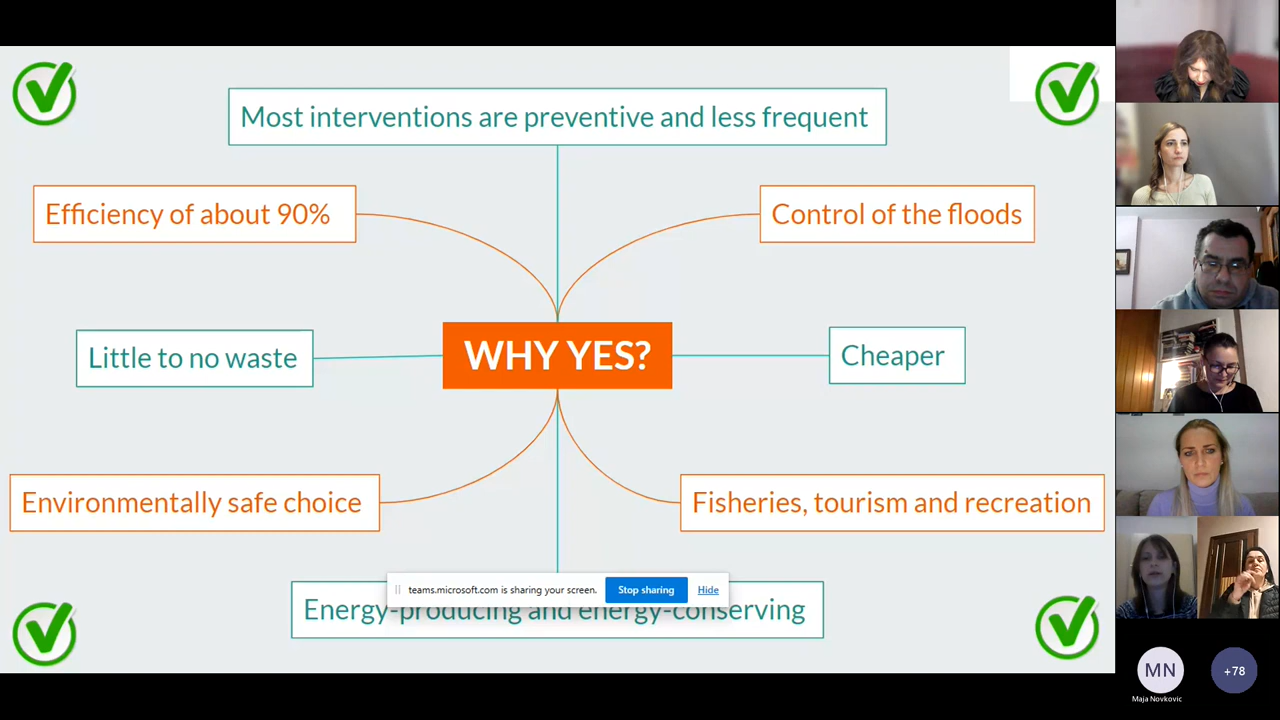 Most interventions are preventive and less frequent
Efficiency of about 90%
Control of the floods
Little to no waste
WHY YES?
Cheaper
Environmentally safe choice
Fisheries, tourism and recreation
teams.microsoft.com is sharing your screen.
Stop sharing
Hide
Energy-producing and energy-conserving
MN
Maja Novkovic
+78